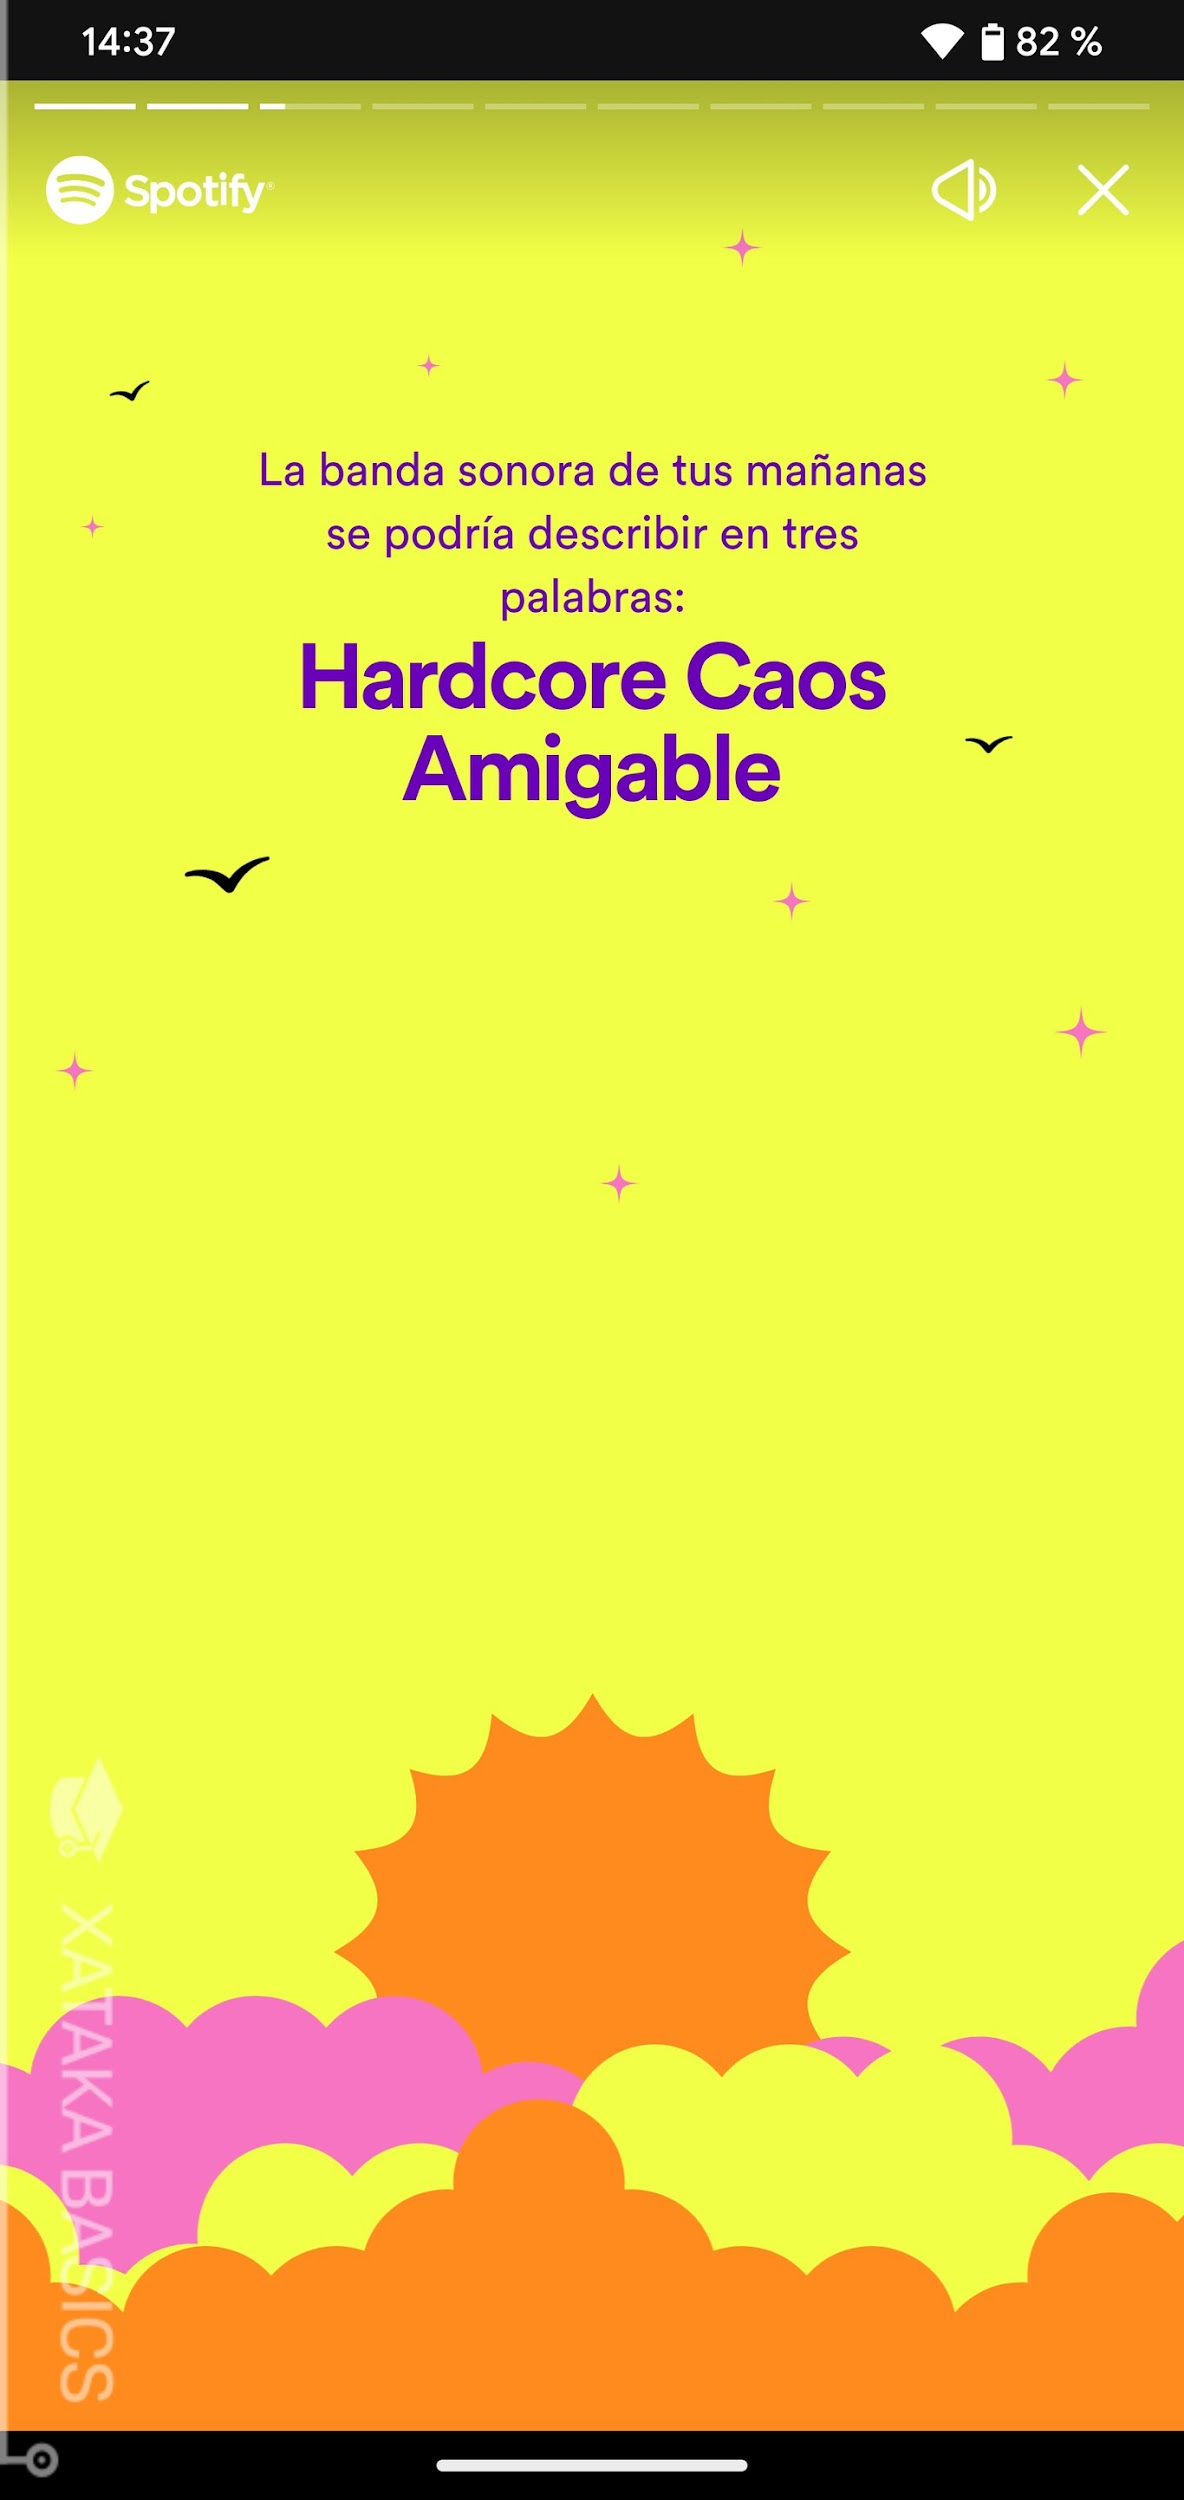 14:37
82 %
Spotify®
La banda sonora de tus mañanas
se podría describir en tres
palabras:
Hardcore Caos
Amigable
XATAKA BASICS